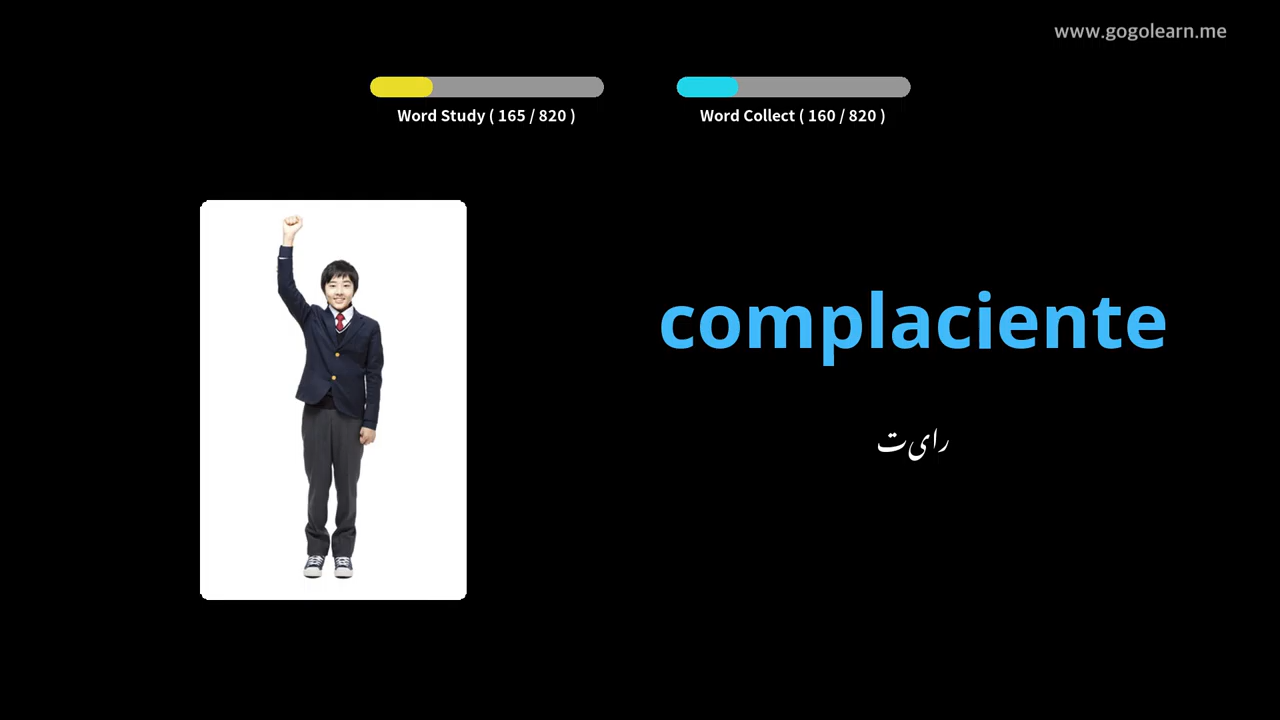 www.gogolearn.me
Word Study ( 165 / 820 )
Word Collect ( 160 / 820 )
complaciente
رای‌ت